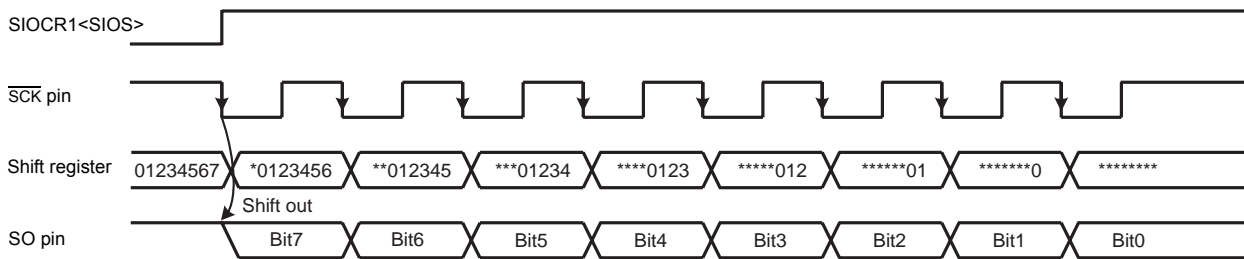 SIOCR1<SIOS>
SCK pin
Shift register 01234567 *0123456 **012345 ***01234 ****0123 *****012 ******01 *******0 ********
Shift out
SO pin Bit7 Bit6 Bit5 Bit4 Bit3 Bit2 Bit1 Bit0